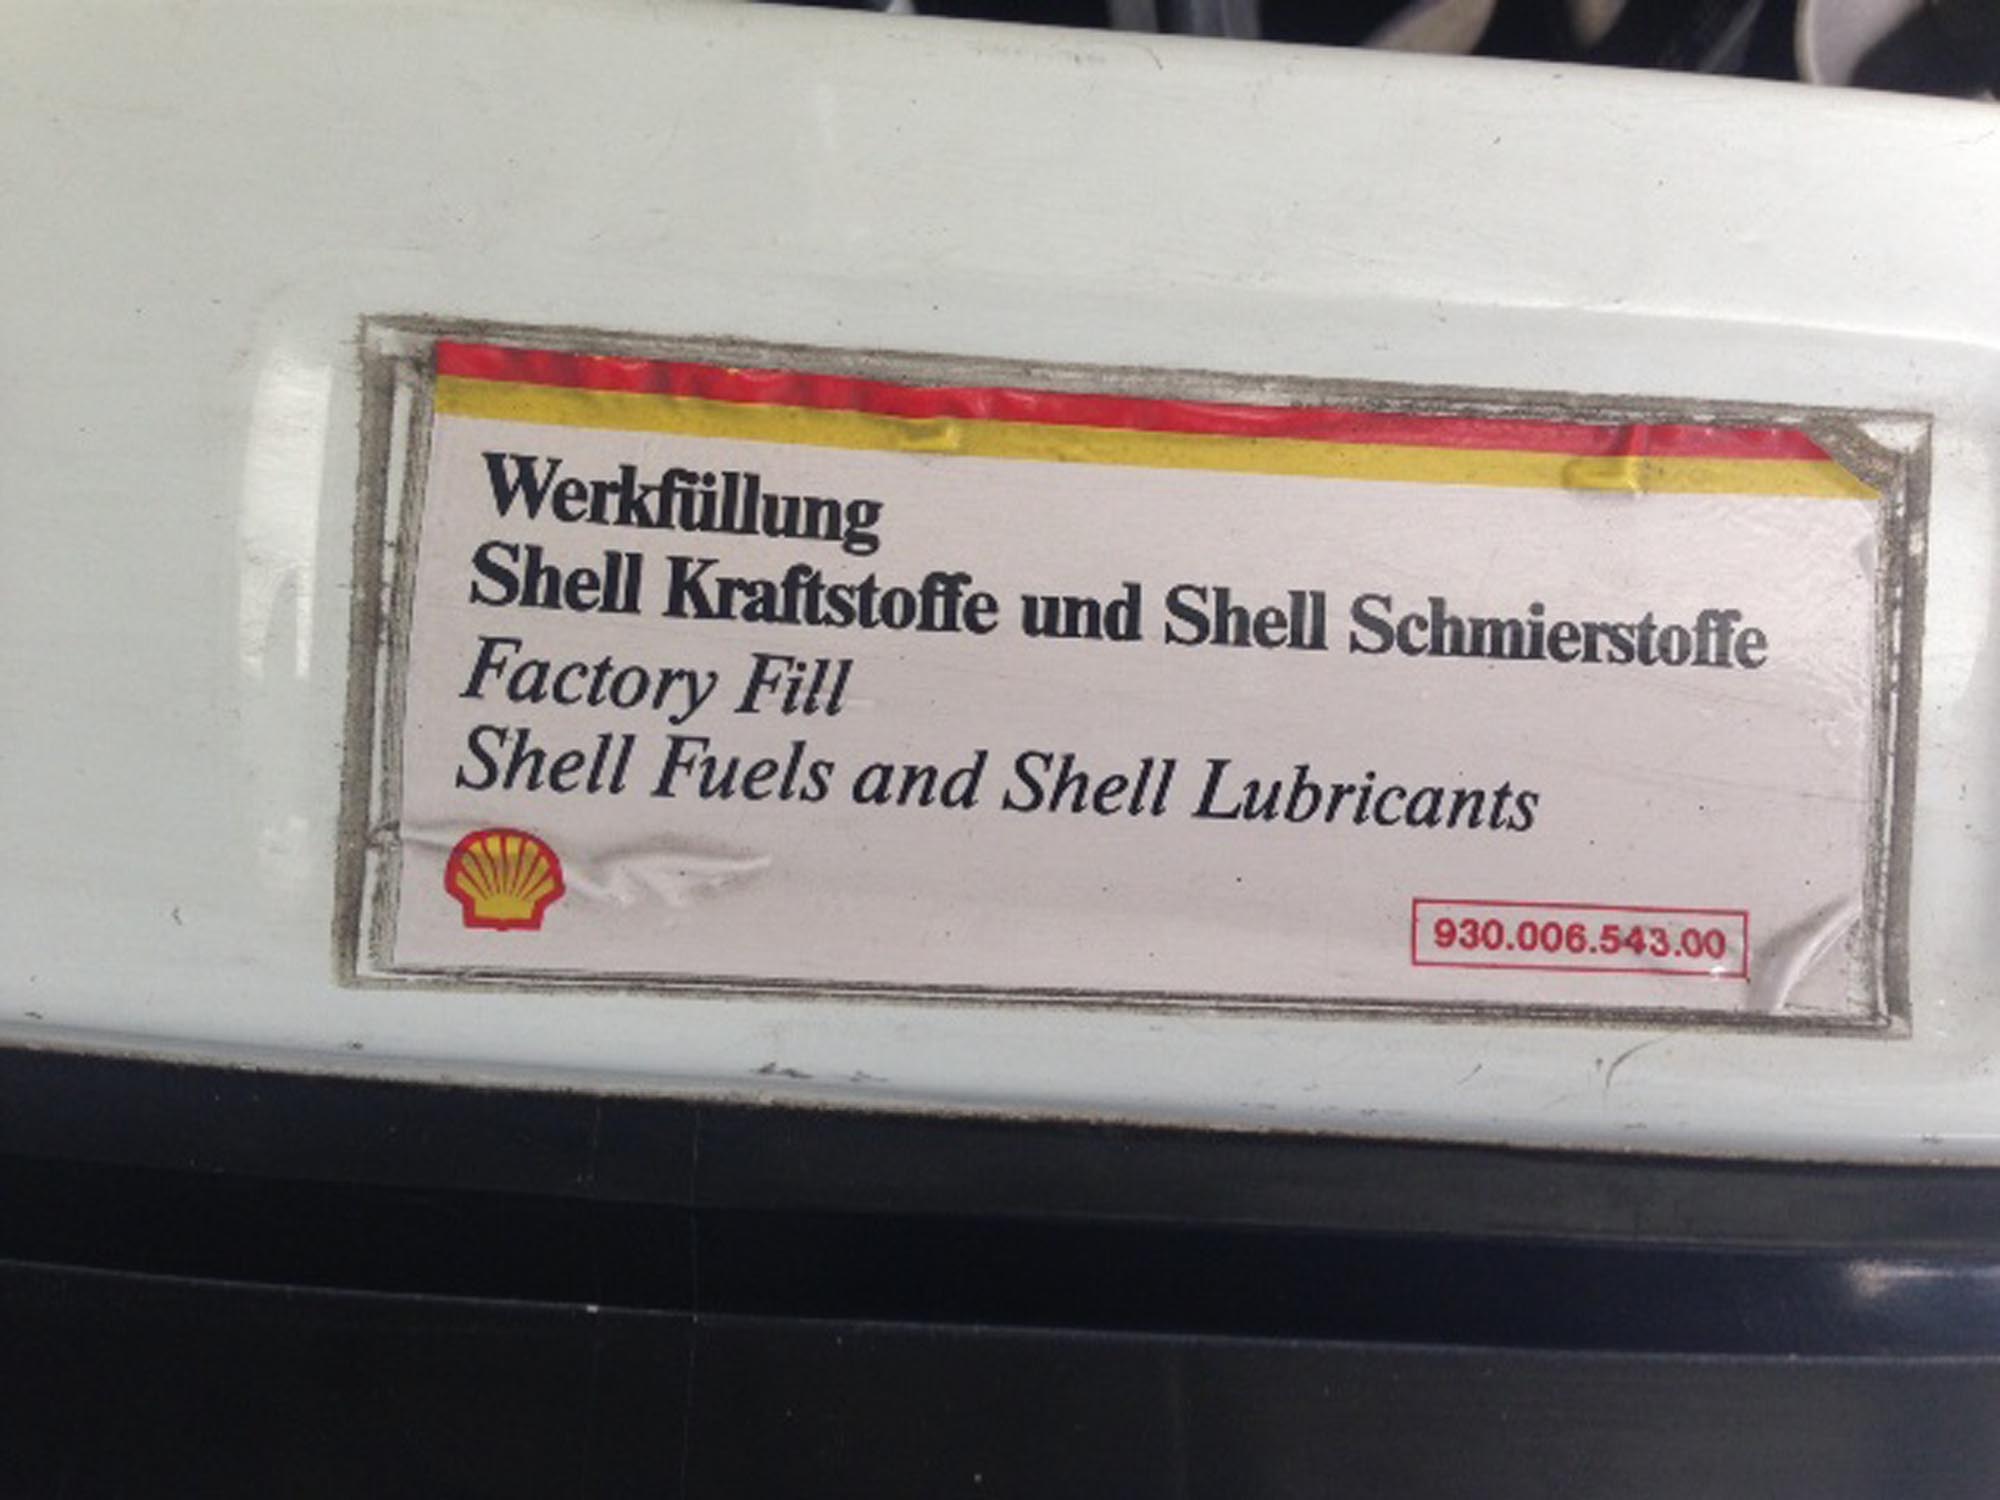 Werkfüllung
Shell Kraftstoffe und Shell Schmierstoffe
Factory Fill
Shell Fuels and Shell Lubricants
930.006.543.00